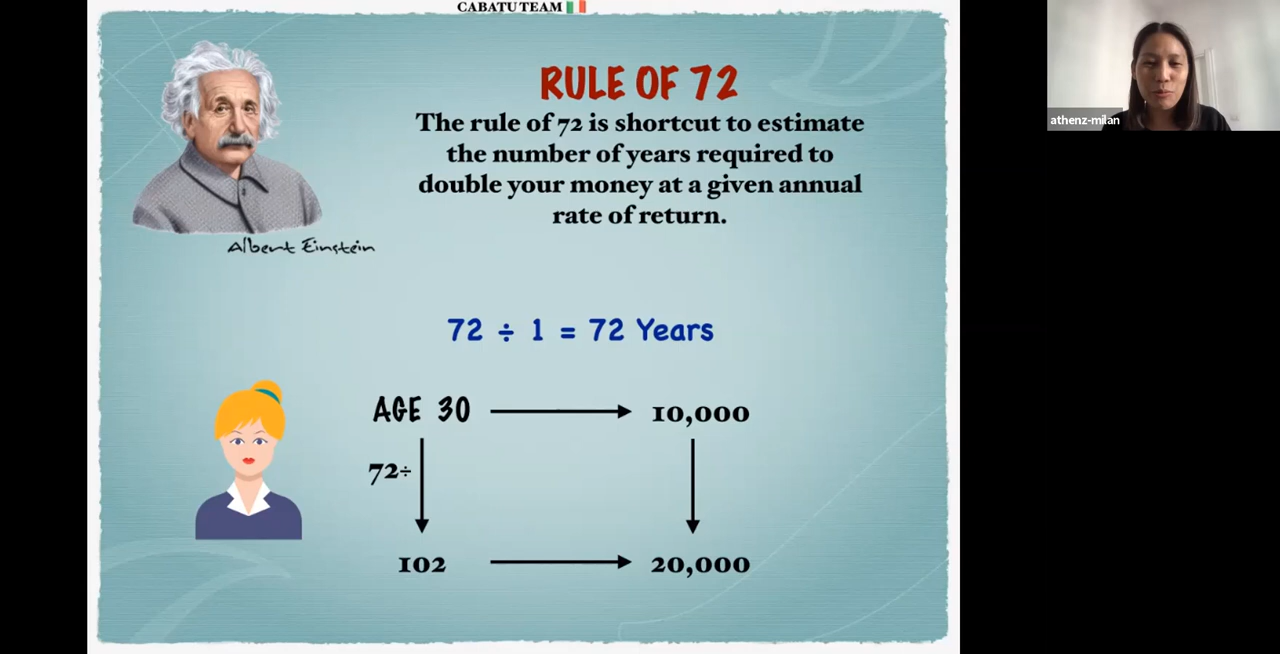 CABATU TEAM
RULE OF 72
The rule of 72 is shortcut to estimate
the number of years required to
double your money at a given annual
rate of return.
Albert Einstein
72 ÷ 1 = 72 Years
AGE 30
10,000
72÷
102
20,000
athenz-milan